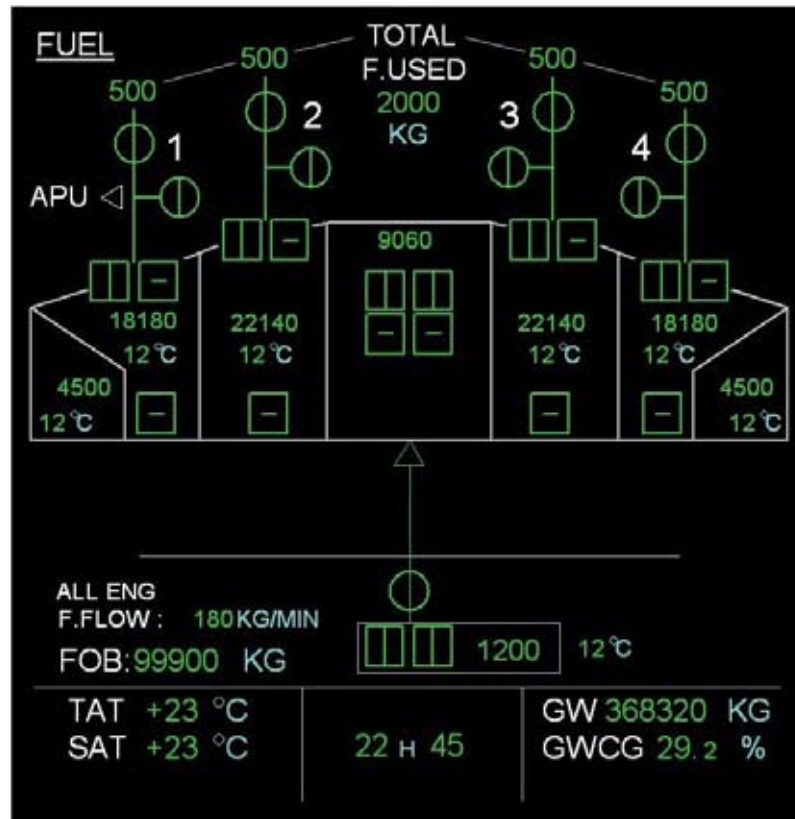 FUEL
TOTAL
F.USED
2000
KG
500 500 500 500
1 2 3 4
APU
9060
18180 22140 22140 18180
12 °C 12 °C 12 °C 12 °C
4500 4500
12 °C 12 °C
ALL ENG
F.FLOW : 180 KG/MIN
FOB: 99900 KG
1200 12 °C
TAT +23 °C
SAT +23 °C
22 H 45
GW 368320 KG
GWCG 29.2 %